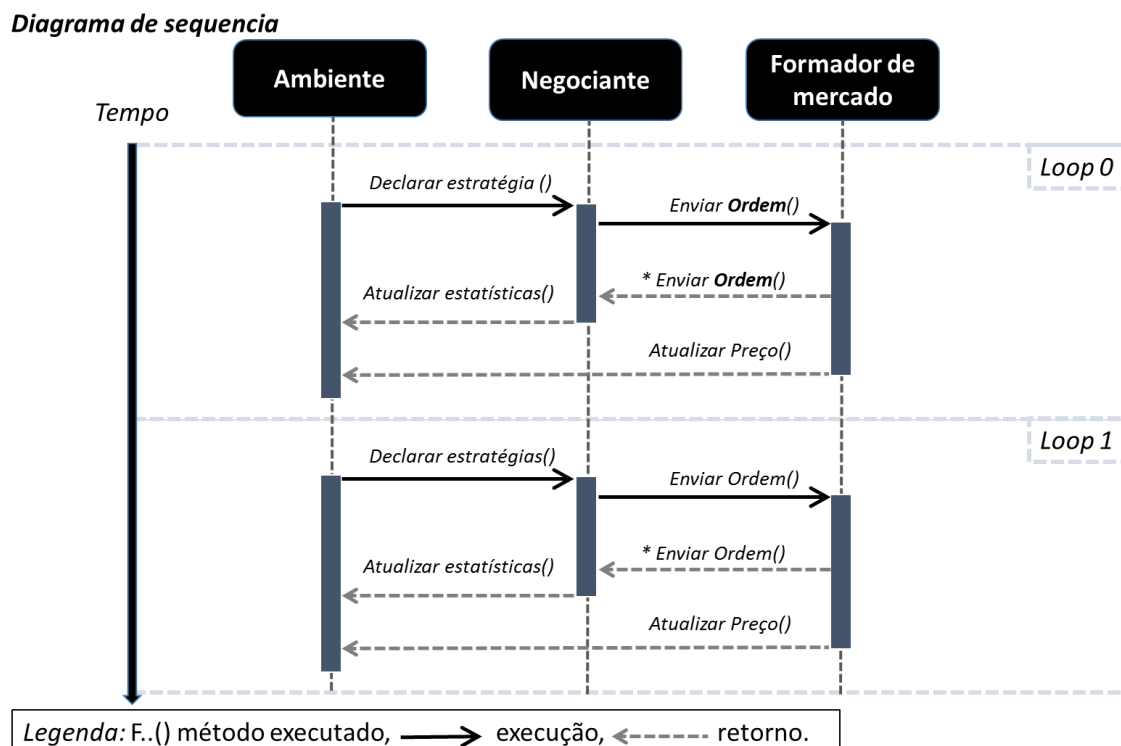 Diagrama de sequencia
Ambiente
Negociante
Formador de
mercado
Tempo
Loop 0
Declarar estratégia ()
Enviar Ordem()
* Enviar Ordem()
Atualizar estatísticas()
Atualizar Preço()
Loop 1
Declarar estratégias()
Enviar Ordem()
* Enviar Ordem()
Atualizar estatísticas()
Atualizar Preço()
Legenda: F..() método executado, execução, retorno.